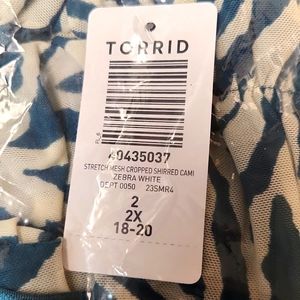 TORRID
40435037
STRETCH MESH CROPPED SHIRRED CAMI
ZEBRA WHITE
DEPT 0050 23SMR4
2
2X
18-20